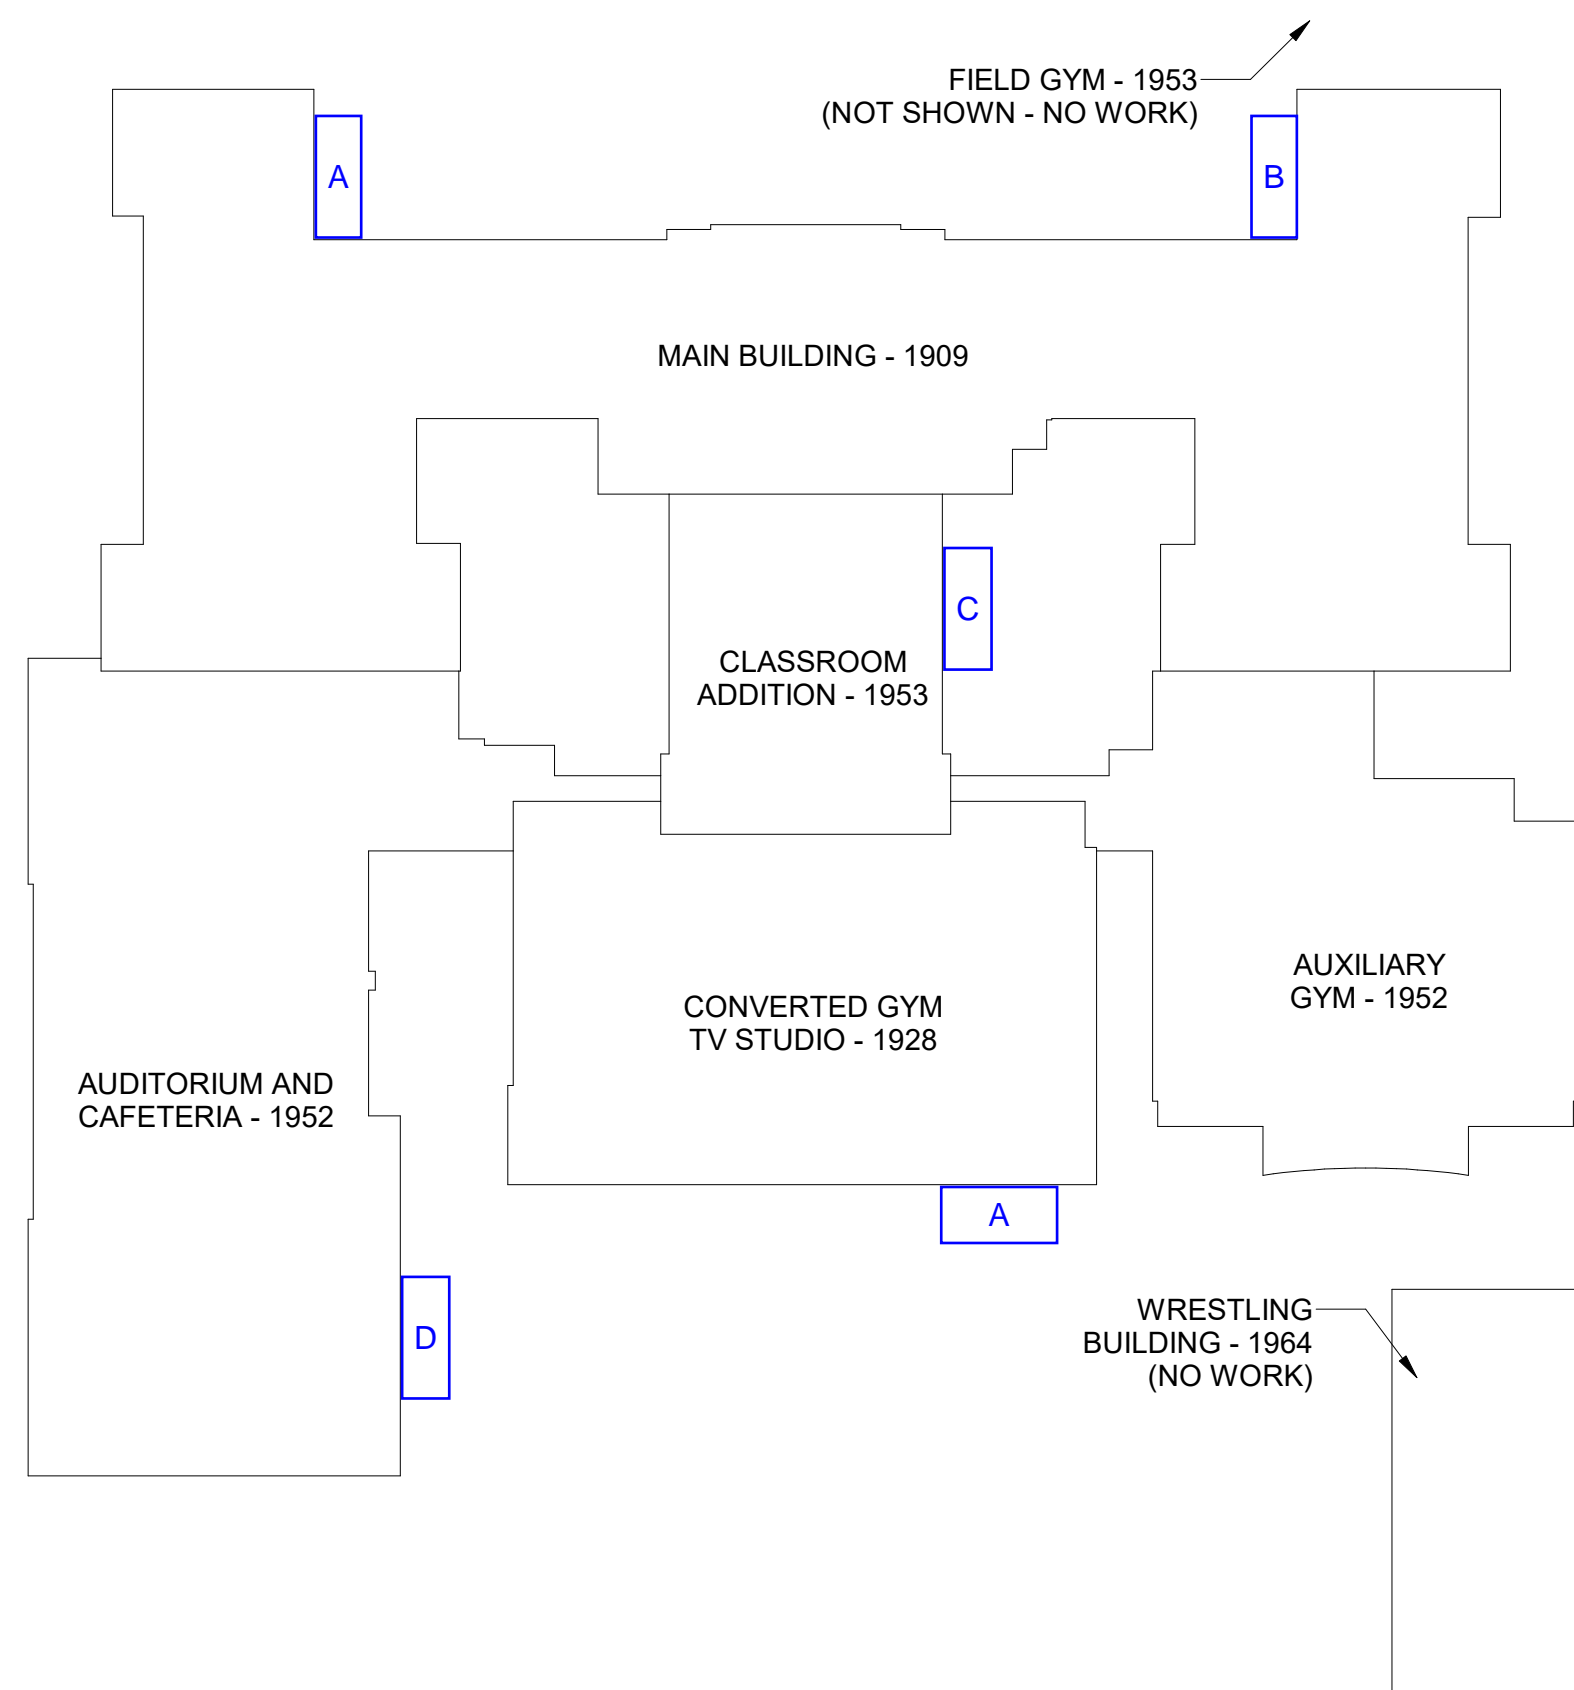 FIELD GYM - 1953
(NOT SHOWN - NO WORK)
A
B
MAIN BUILDING - 1909
C
CLASSROOM
ADDITION - 1953
AUXILIARY
GYM - 1952
CONVERTED GYM
TV STUDIO - 1928
AUDITORIUM AND
CAFETERIA - 1952
A
D
WRESTLING
BUILDING - 1964
(NO WORK)